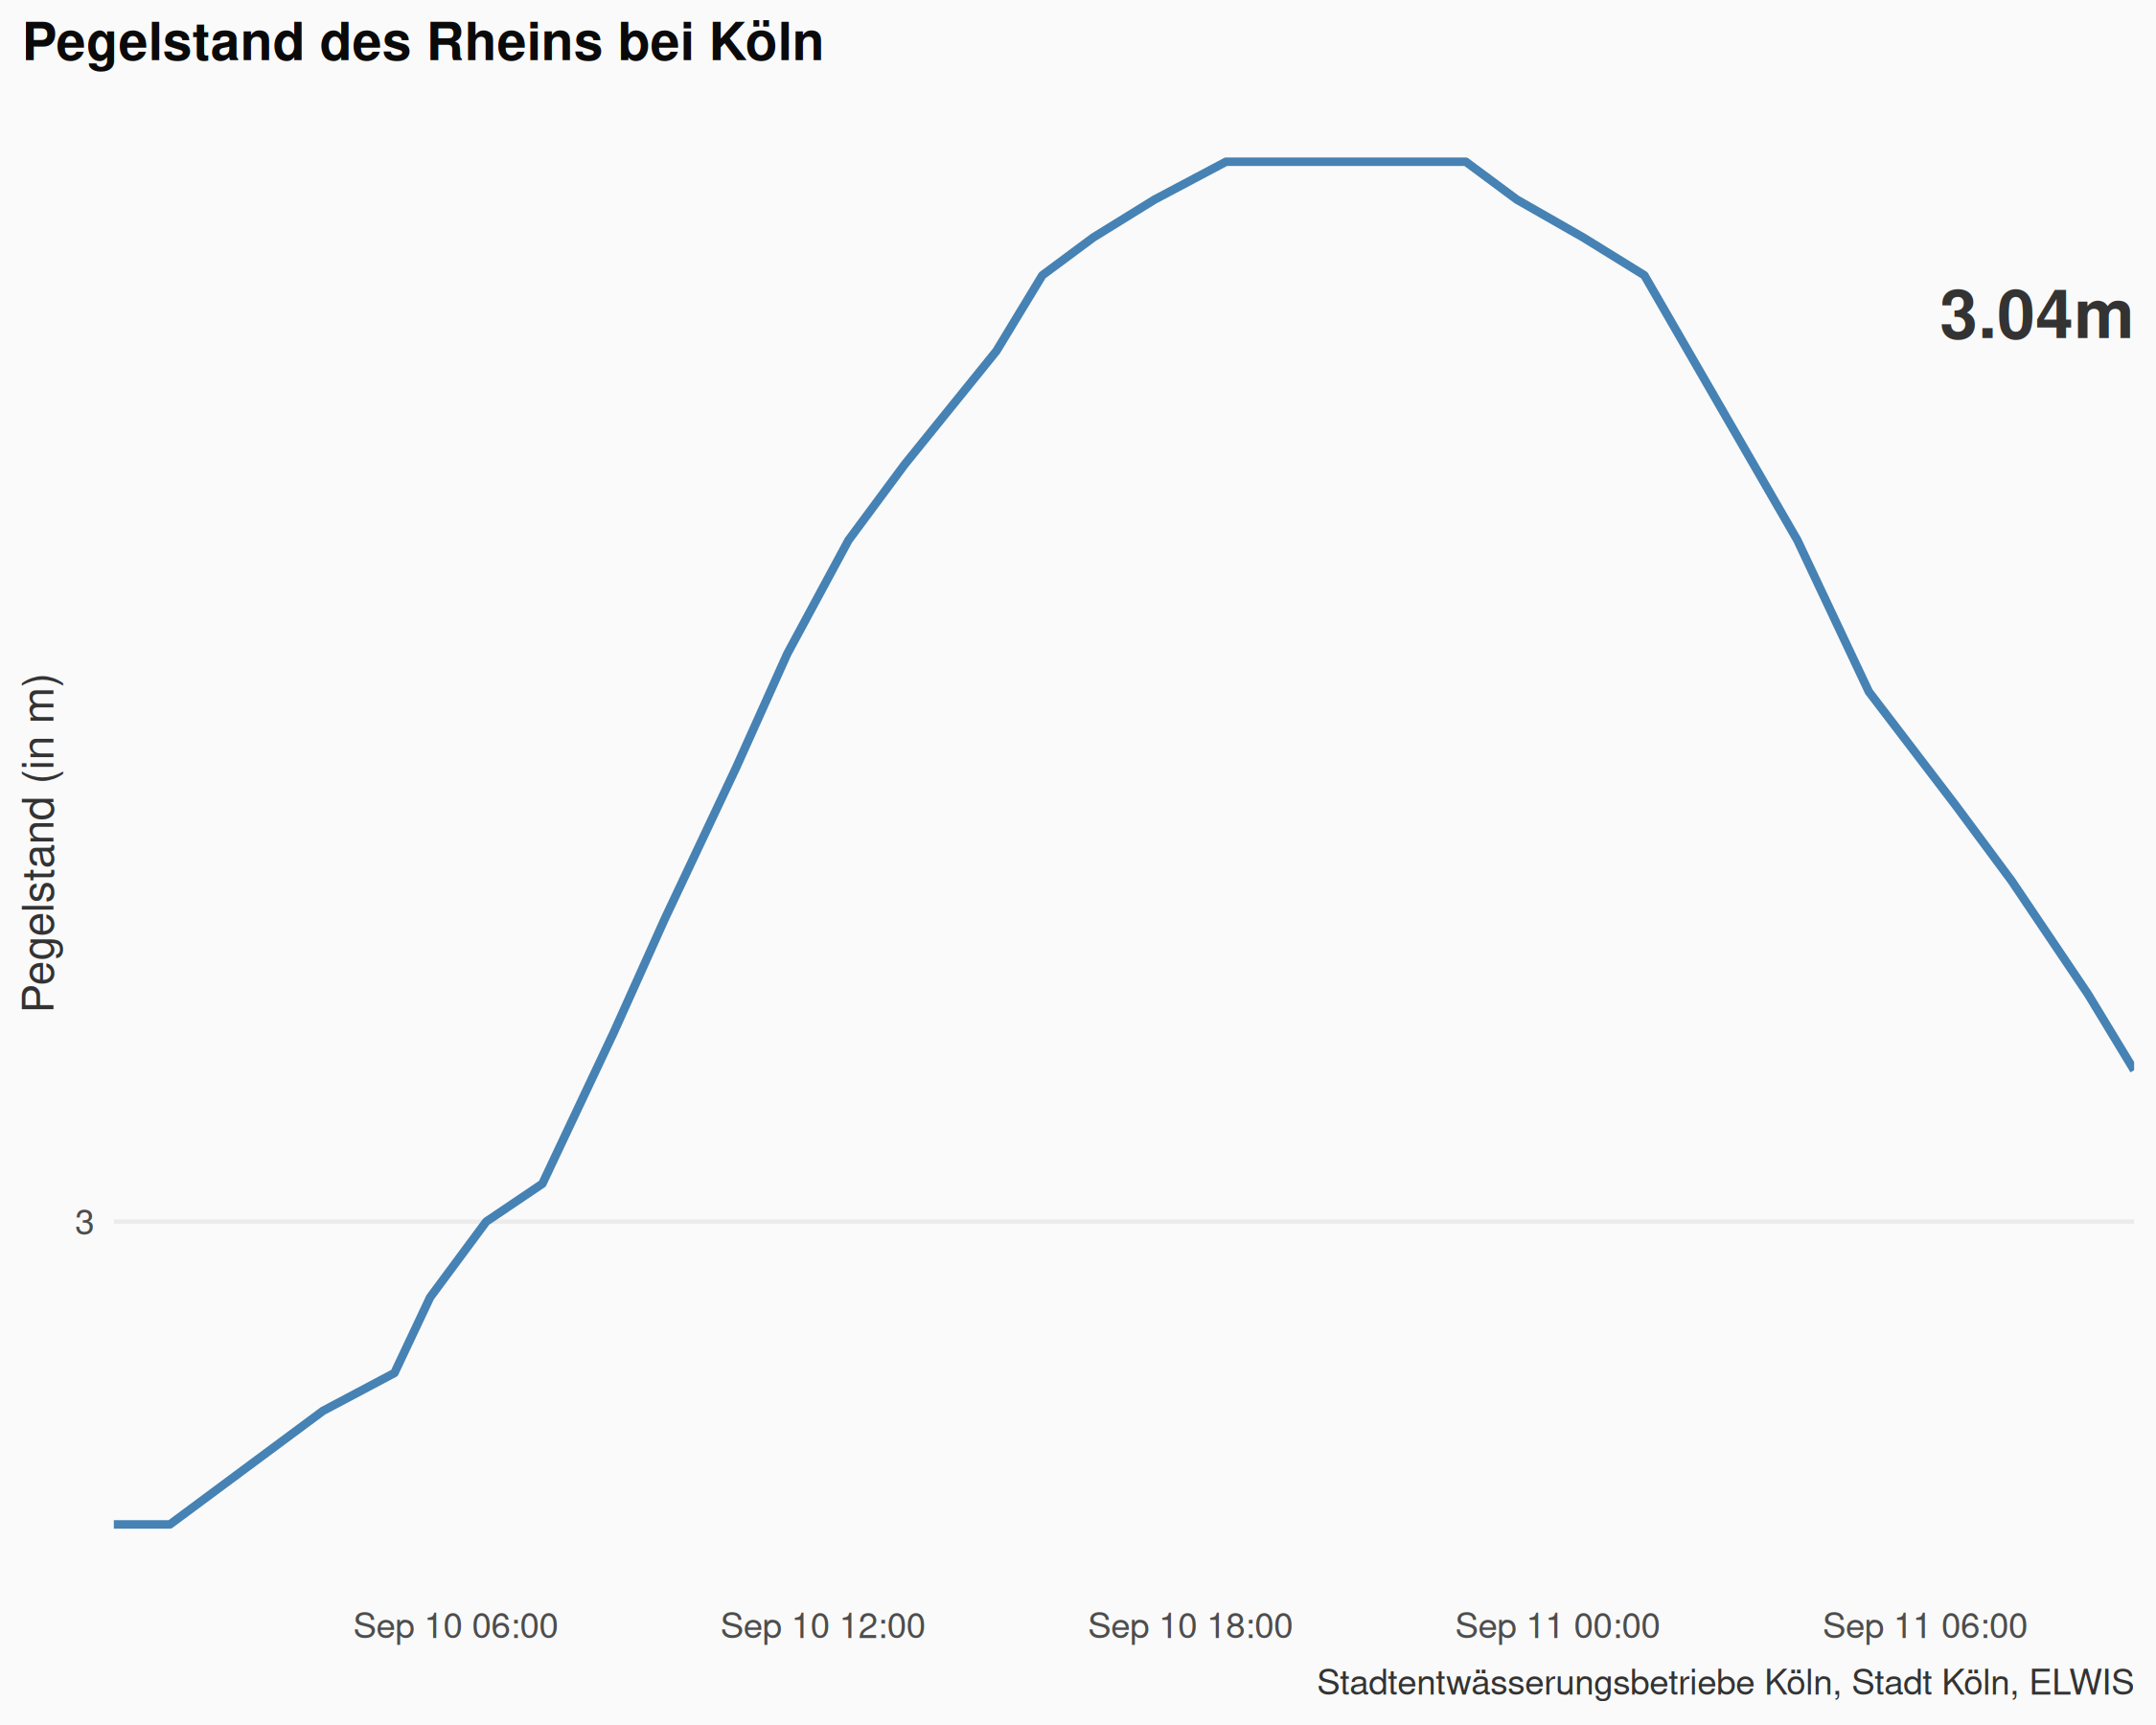 Pegelstand des Rheins bei Köln
3.04m
Pegelstand (in m)
3
Sep 10 06:00
Sep 10 12:00
Sep 10 18:00
Sep 11 00:00
Sep 11 06:00
Stadtentwässerungsbetriebe Köln, Stadt Köln, ELWIS